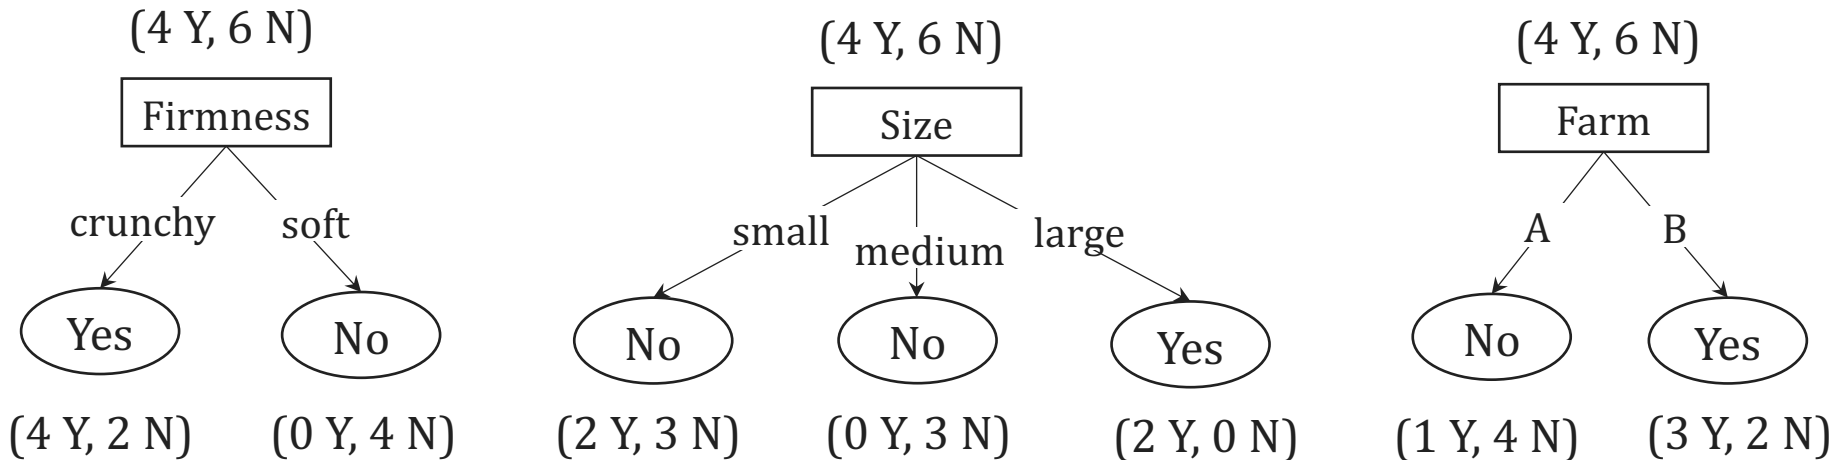 (4 Y, 6 N)
Firmness
crunchy
soft
Yes
No
(4 Y, 2 N)
(0 Y, 4 N)
(4 Y, 6 N)
Size
small
medium
large
No
No
Yes
(2 Y, 3 N)
(0 Y, 3 N)
(2 Y, 0 N)
(4 Y, 6 N)
Farm
A
B
No
Yes
(1 Y, 4 N)
(3 Y, 2 N)